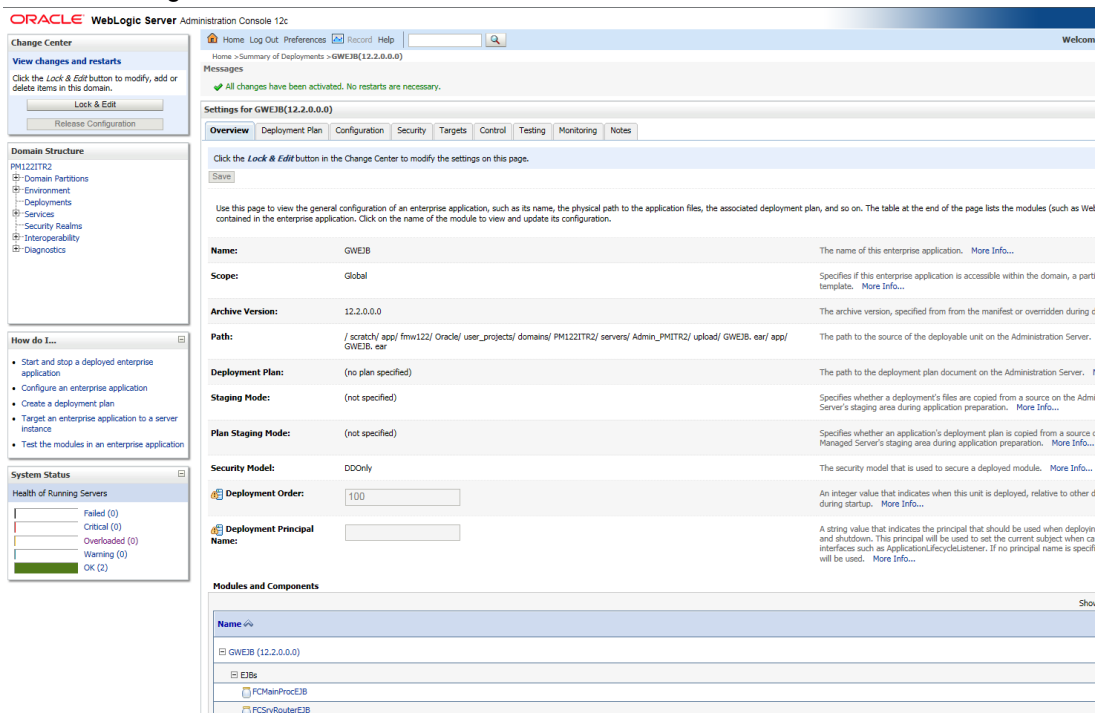 ORACLE WebLogic Server Administration Console 12c
Change Center
View changes and restarts
Click the Lock & Edit button to modify, add or
delete items in this domain.
Lock & Edit
Release Configuration
Domain Structure
PM122ITR2
Domain Partitions
Environment
Deployments
Services
Security Realms
Interoperability
Diagnostics
How do I...
Start and stop a deployed enterprise
application
Configure an enterprise application
Create a deployment plan
Target an enterprise application to a server
instance
Test the modules in an enterprise application
System Status
Health of Running Servers
Failed (0)
Critical (0)
Overloaded (0)
Warning (0)
OK (2)
Home Log Out Preferences Record Help
Welcom
Home >Summary of Deployments >GWEJB(12.2.0.0.0)
Messages
All changes have been activated. No restarts are necessary.
Settings for GWEJB(12.2.0.0.0)
Overview Deployment Plan Configuration Security Targets Control Testing Monitoring Notes
Click the Lock & Edit button in the Change Center to modify the settings on this page.
Save
Use this page to view the general configuration of an enterprise application, such as its name, the physical path to the application files, the associated deployment plan, and so on. The table at the end of the page lists the modules (such as Web
contained in the enterprise application. Click on the name of the module to view and update its configuration.
Name: GWEJB The name of this enterprise application. More Info...
Scope: Global Specifies if this enterprise application is accessible within the domain, a parti
template. More Info...
Archive Version: 12.2.0.0.0 The archive version, specified from from the manifest or overridden during d
Path: / scratch/ app/ fmw122/ Oracle/ user_projects/ domains/ PM122ITR2/ servers/ Admin_PMITR2/ upload/ GWEJB. ear/ app/ The path to the source of the deployable unit on the Administration Server.
GWEJB. ear
Deployment Plan: (no plan specified) The path to the deployment plan document on the Administration Server. M
Staging Mode: (not specified) Specifies whether a deployment's files are copied from a source on the Admi
Server's staging area during application preparation. More Info...
Plan Staging Mode: (not specified) Specifies whether an application's deployment plan is copied from a source o
Managed Server's staging area during application preparation. More Info...
Security Model: DDOnly The security model that is used to secure a deployed module. More Info...
Deployment Order: 100 An integer value that indicates when this unit is deployed, relative to other d
during startup. More Info...
Deployment Principal A string value that indicates the principal that should be used when deployin
Name: and shutdown. This principal will be used to set the current subject when ca
interfaces such as ApplicationLifecycleListener. If no principal name is specifi
will be used. More Info...
Modules and Components
Shov
Name
GWEJB (12.2.0.0.0)
EJBs
FCMainProcEJB
FCSrvRouterEJB